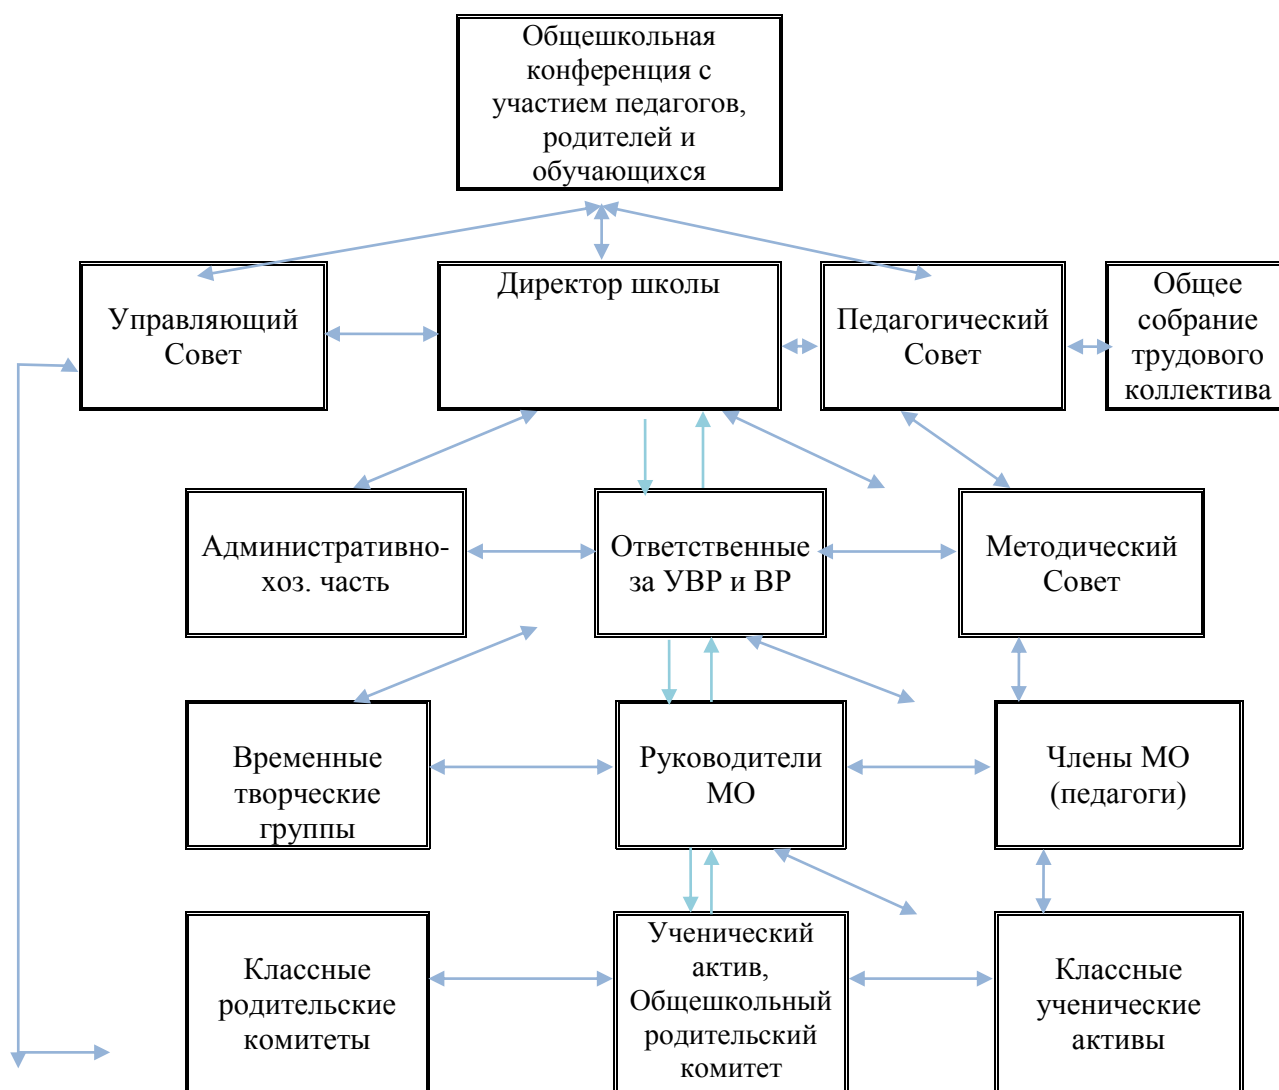 Общешкольная
конференция с
участием педагогов,
родителей и
обучающихся
Управляющий
Совет
Директор школы
Педагогический
Совет
Общее
собрание
трудового
коллектива
Административно-
хоз. часть
Ответственные
за УВР и ВР
Методический
Совет
Временные
творческие
группы
Руководители
МО
Члены МО
(педагоги)
Классные
родительские
комитеты
Ученический
актив,
Общешкольный
родительский
комитет
Классные
ученические
активы